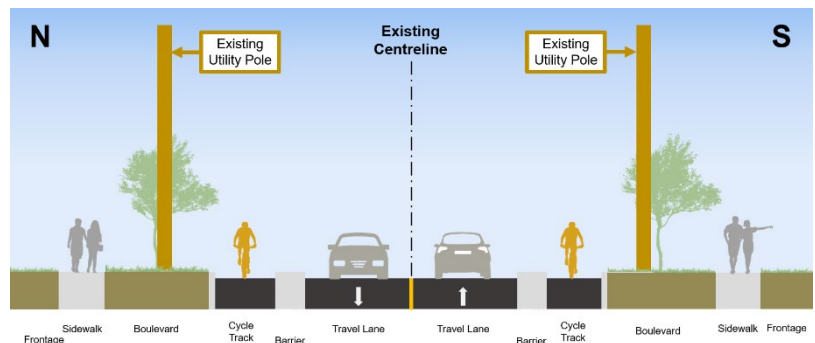 N
Existing
Utility Pole
Existing
Centreline
Existing
Utility Pole
S
Frontage
Sidewalk
Boulevard
Cycle
Track
Barrier
Travel Lane
Travel Lane
Barrier
Cycle
Track
Boulevard
Sidewalk
Frontage